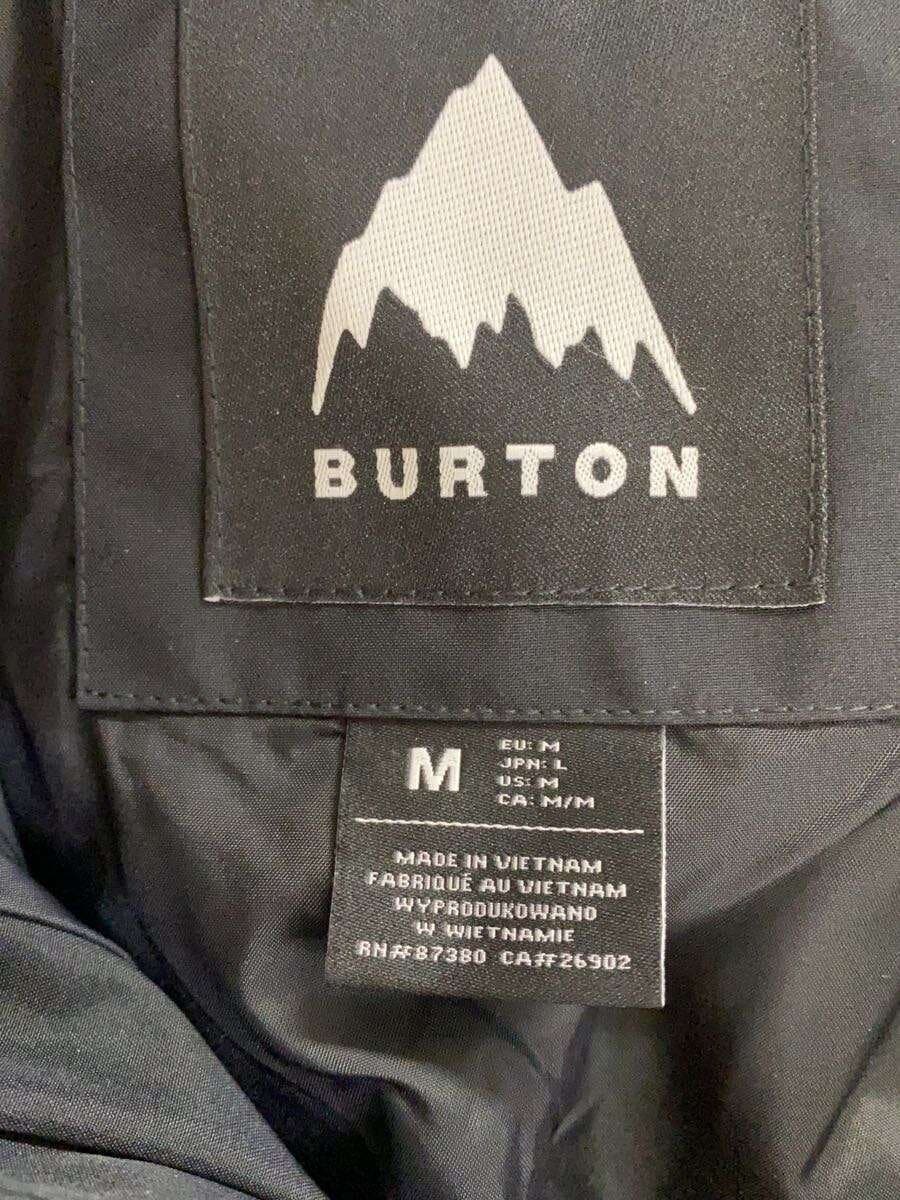 BURTON
M
EU: M
JPN: L
US: M
CA: M/M
MADE IN VIETNAM
FABRIQUÉ AU VIETNAM
WYPRODUKOWANO
W WIETNAMIE
RN#87380 CA#26902